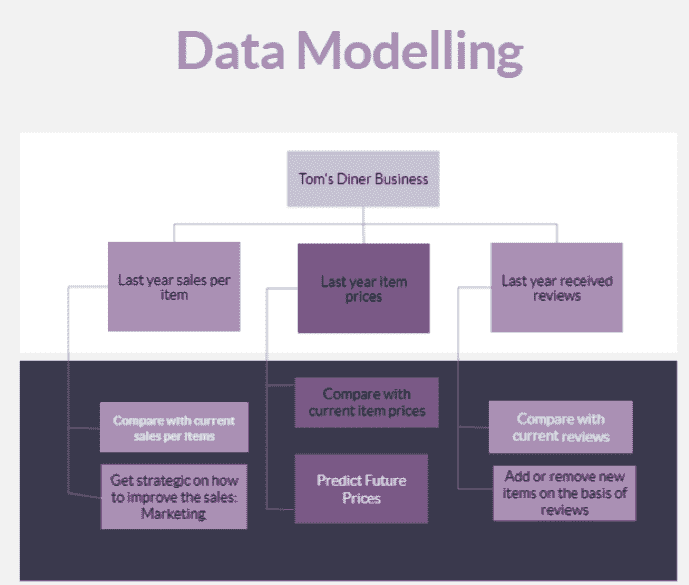 Data Modelling
Tom's Diner Business
Last year sales per
item
Last year item
prices
Last year received
reviews
Compare with current
sales per items
Get strategic on how
to improve the sales:
Marketing
Compare with
current item prices
Predict Future
Prices
Compare with
current reviews
Add or remove new
items on the basis of
reviews